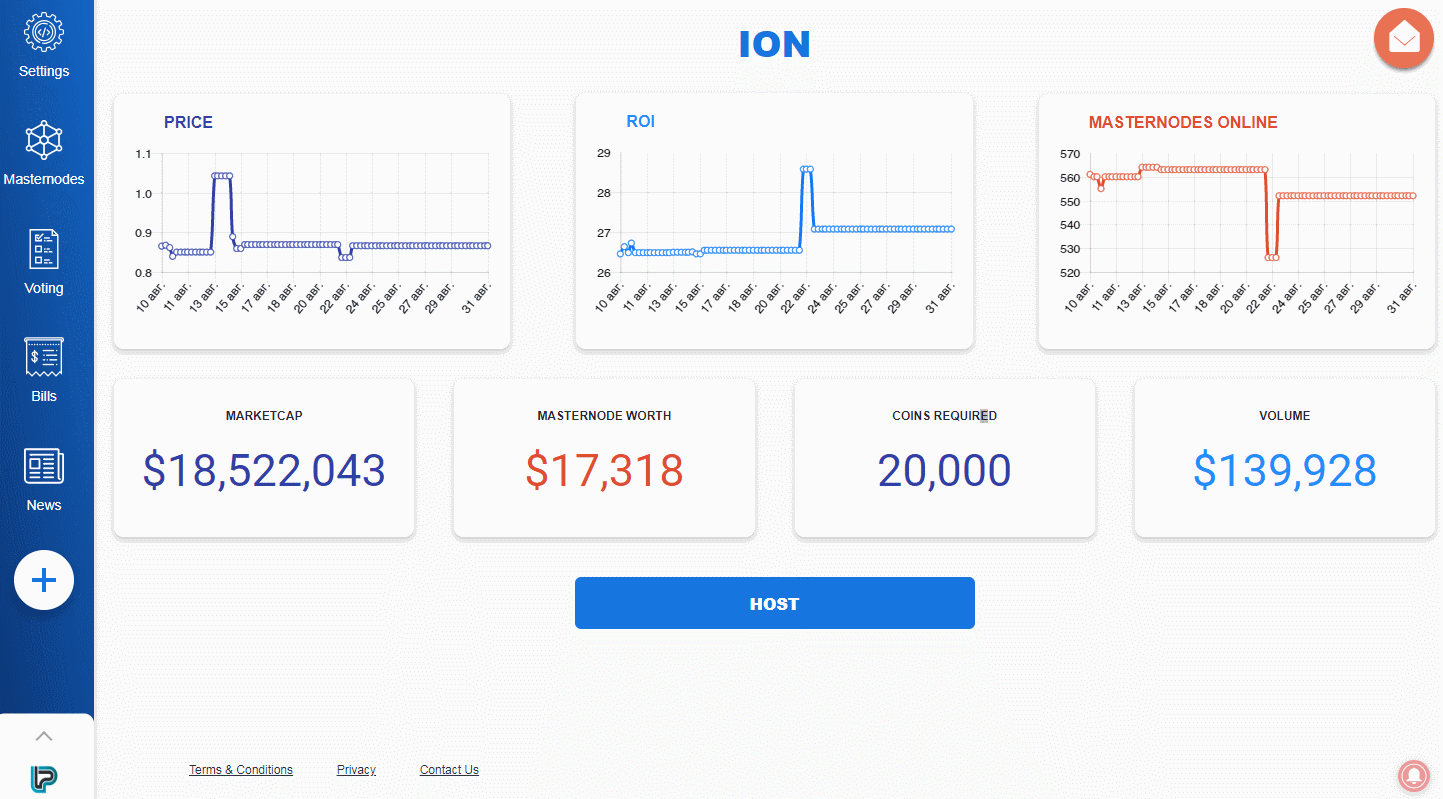 Settings
Masternodes
Voting
Bills
News
ION
PRICE
1.1
1.0
0.9
0.8
10 авг.
11 авг.
13 авг.
15 авг.
17 авг.
18 авг.
20 авг.
22 авг.
24 авг.
25 авг.
27 авг.
29 авг.
31 авг.
ROI
29
28
27
26
10 авг.
11 авг.
13 авг.
15 авг.
17 авг.
18 авг.
20 авг.
22 авг.
24 авг.
25 авг.
27 авг.
29 авг.
31 авг.
MASTERNODES ONLINE
570
560
550
540
530
520
10 авг.
11 авг.
13 авг.
15 авг.
17 авг.
18 авг.
20 авг.
22 авг.
24 авг.
25 авг.
27 авг.
29 авг.
31 авг.
MARKETCAP
$18,522,043
MASTERNODE WORTH
$17,318
COINS REQUIRED
20,000
VOLUME
$139,928
HOST
Terms & Conditions
Privacy
Contact Us